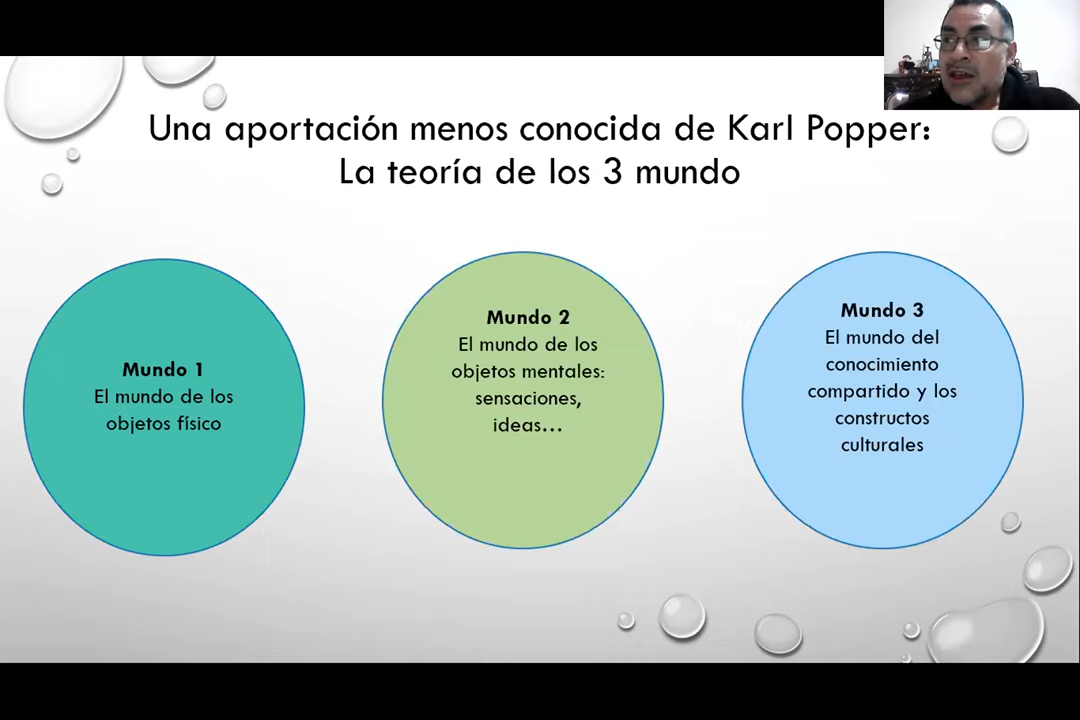 Una aportación menos conocida de Karl Popper:
La teoría de los 3 mundo
Mundo 1
El mundo de los
objetos físico
Mundo 2
El mundo de los
objetos mentales:
sensaciones,
ideas…
Mundo 3
El mundo del
conocimiento
compartido y los
constructos
culturales